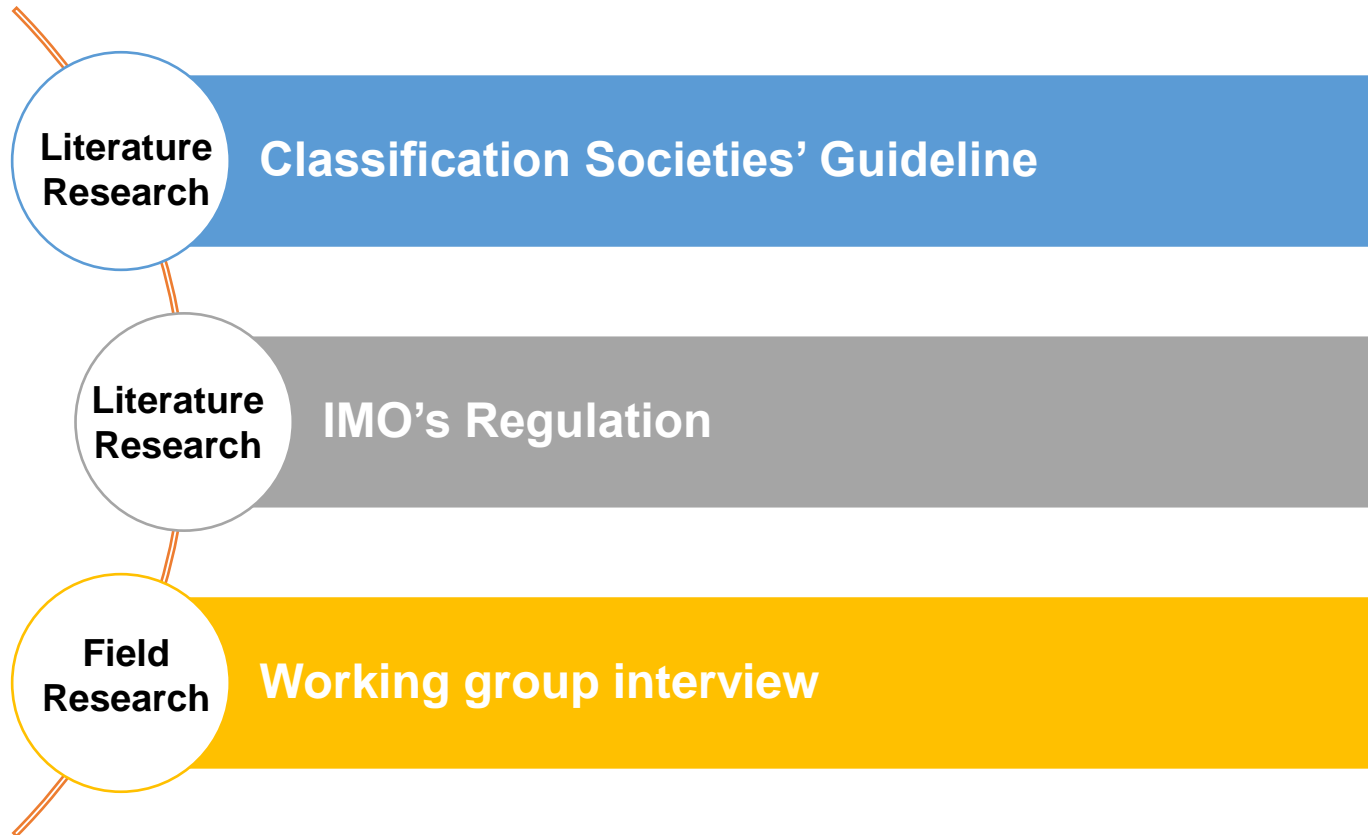 Literature
Research
Classification Societies’ Guideline
Literature
Research
IMO’s Regulation
Field
Research
Working group interview